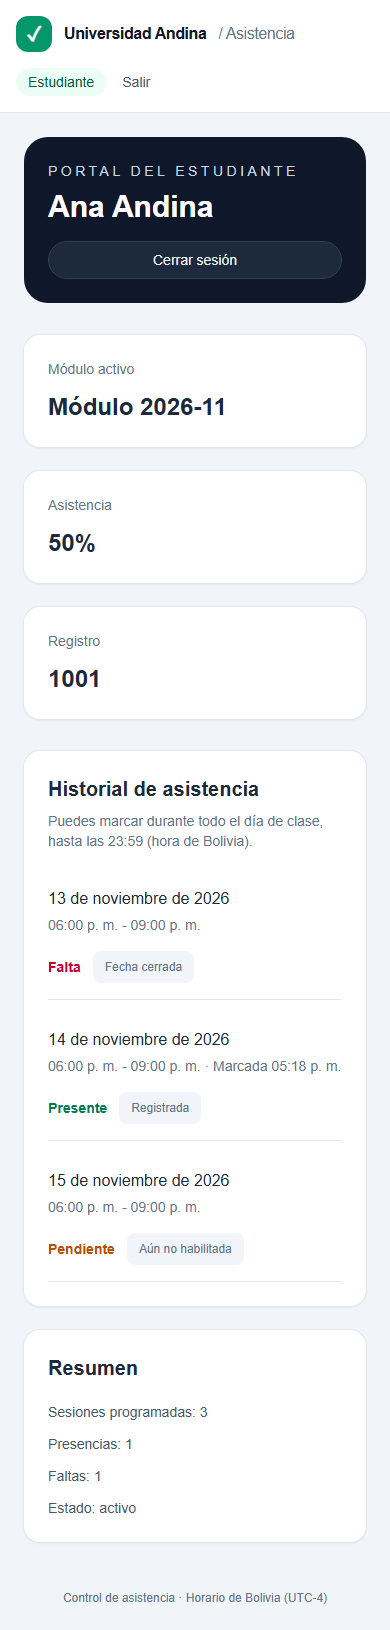 Universidad Andina / Asistencia
Estudiante Salir
PORTAL DEL ESTUDIANTE
Ana Andina
Cerrar sesión
Módulo activo
Módulo 2026-11
Asistencia
50%
Registro
1001
Historial de asistencia
Puedes marcar durante todo el día de clase,
hasta las 23:59 (hora de Bolivia).
13 de noviembre de 2026
06:00 p. m. - 09:00 p. m.
Falta Fecha cerrada
14 de noviembre de 2026
06:00 p. m. - 09:00 p. m. · Marcada 05:18 p. m.
Presente Registrada
15 de noviembre de 2026
06:00 p. m. - 09:00 p. m.
Pendiente Aún no habilitada
Resumen
Sesiones programadas: 3
Presencias: 1
Faltas: 1
Estado: activo
Control de asistencia · Horario de Bolivia (UTC-4)